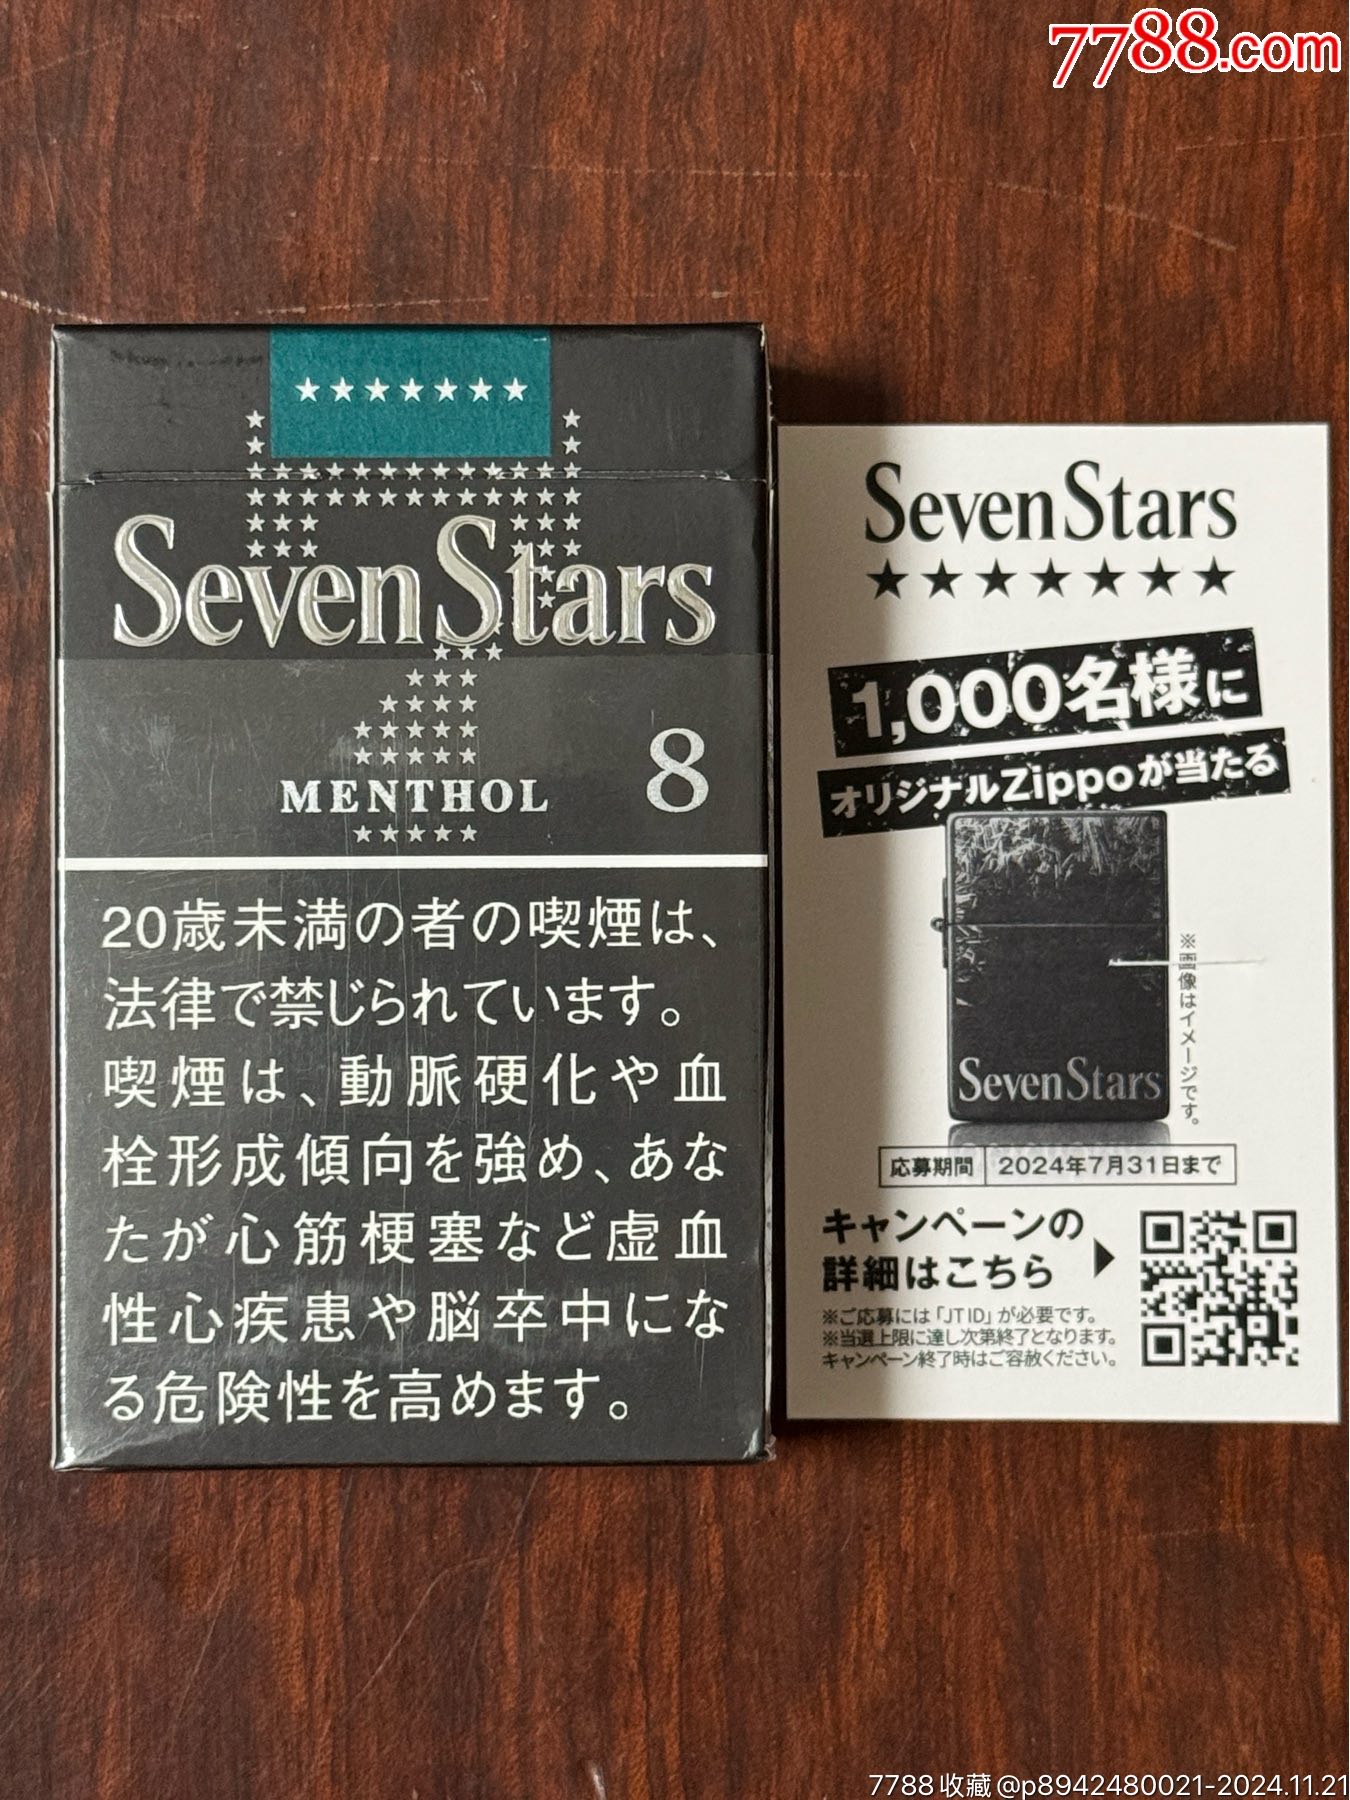 7788.com
★★★★★★★
SevenStars
MENTHOL
8
20歳未満の者の喫煙は、
法律で禁じられています。
喫煙は、動脈硬化や血
栓形成傾向を強め、あな
たが心筋梗塞など虚血
性心疾患や脳卒中にな
る危険性を高めます。
SevenStars
★★★★★★★
1,000名様に
オリジナルZippoが当たる
SevenStars
※画像はイメージです。
応募期間 2024年7月31日まで
キャンペーンの
詳細はこちら
※ご応募には「JT ID」が必要です。
※当選上限に達し次第終了となります。
キャンペーン終了時はご容赦ください。
7788收藏@p8942480021-2024.11.21